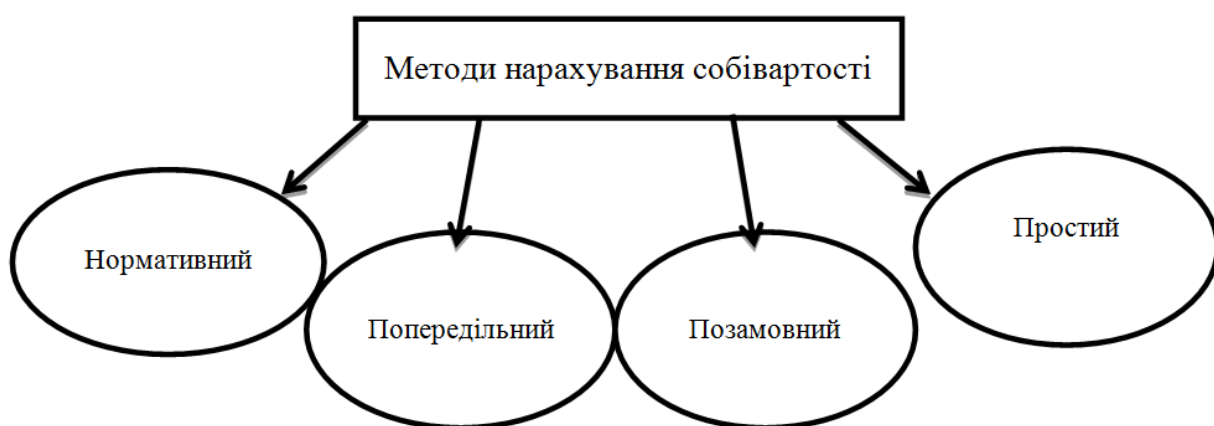 Методи нарахування собівартості
Нормативний
Попередільний
Позамовний
Простий